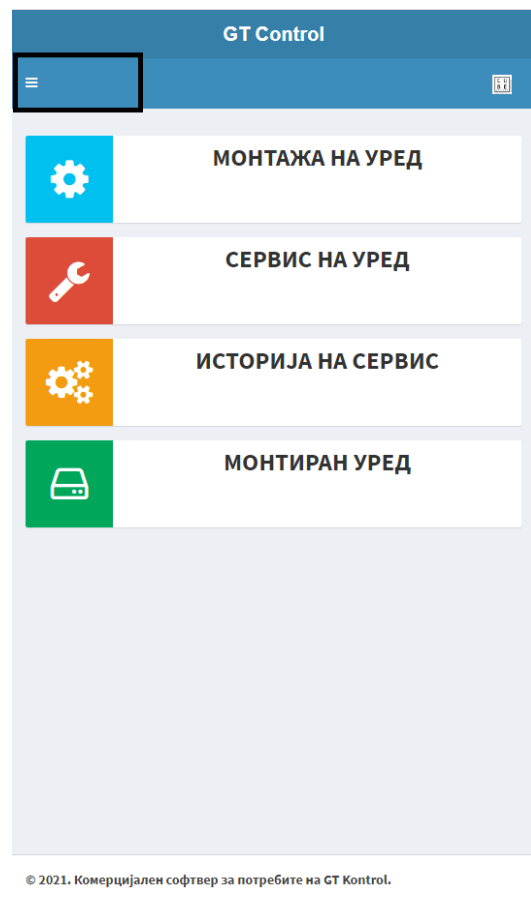 GT Control
МОНТАЖА НА УРЕД
СЕРВИС НА УРЕД
ИСТОРИЈА НА СЕРВИС
МОНТИРАН УРЕД
© 2021. Комерцијален софтвер за потребите на GT Kontrol.